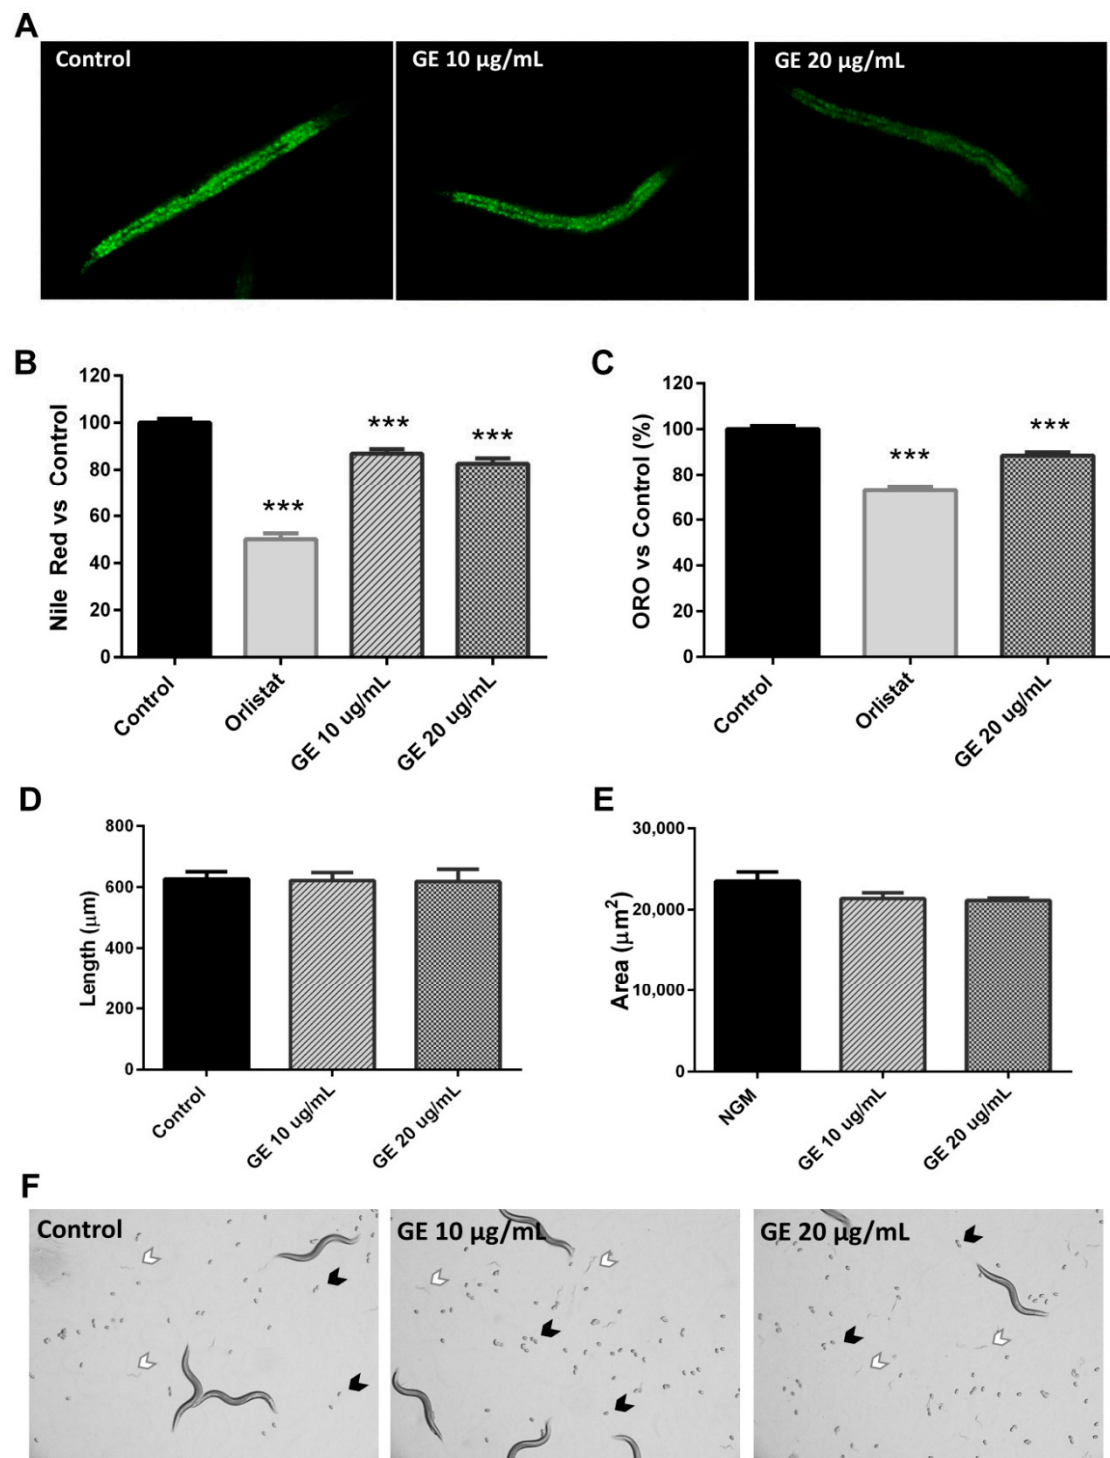 A
Control
GE 10 µg/mL
GE 20 µg/mL
B
Nile Red vs Control
120
100
80
60
40
20
0
***
***
***
Control
Orlistat
GE 10 ug/mL
GE 20 ug/mL
C
ORO vs Control (%)
120
100
80
60
40
20
0
***
***
Control
Orlistat
GE 20 ug/mL
D
Length (µm)
800
600
400
200
0
Control
GE 10 ug/mL
GE 20 ug/mL
E
Area (µm²)
30,000
20,000
10,000
0
NGM
GE 10 ug/mL
GE 20 ug/mL
F
Control
GE 10 µg/mL
GE 20 µg/mL